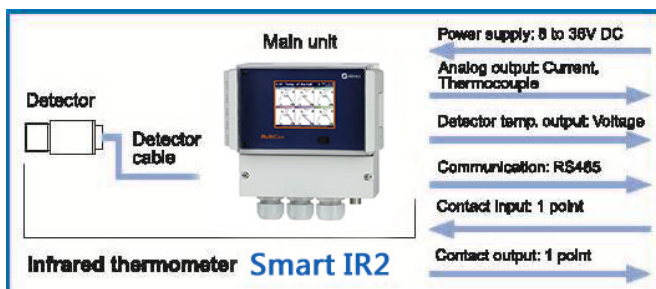 Main unit
Detector
Detector
cable
MultiCon
Infrared thermometer Smart IR2
Power supply: 8 to 36V DC
Analog output: Current,
Thermocouple
Detector temp. output: Voltage
Communication: RS485
Contact input: 1 point
Contact output: 1 point